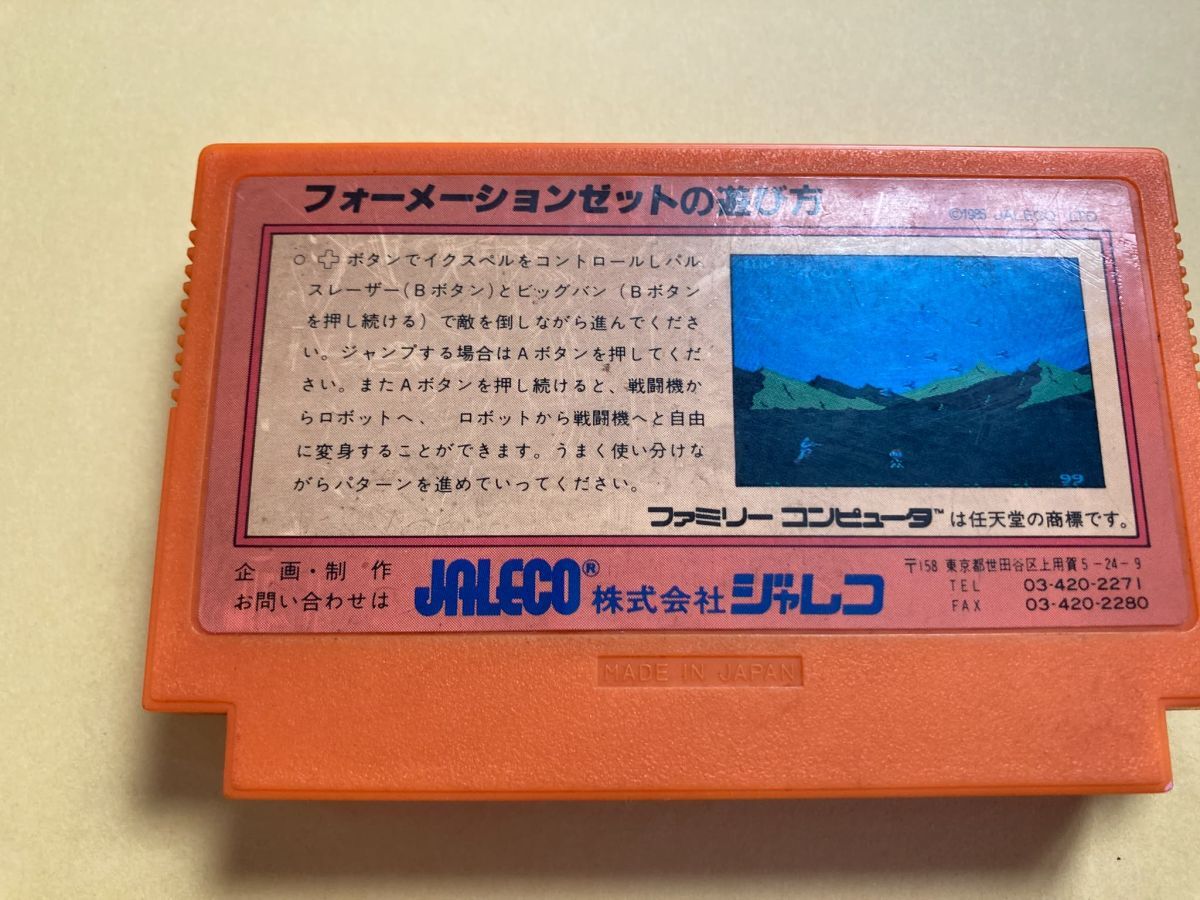 フォーメーションゼットの遊び方
©1985 JALECO LTD.
○ ✚ボタンでイクスペルをコントロールしパル
スレーザー(Bボタン)とビッグバン(Bボタン
を押し続ける)で敵を倒しながら進んでくださ
い。ジャンプする場合はAボタンを押してくだ
さい。またAボタンを押し続けると、戦闘機か
らロボットへ、 ロボットから戦闘機へと自由
に変身することができます。うまく使い分けな
がらパターンを進めていってください。
99
ファミリー コンピュータ™は任天堂の商標です。
企画・制作
お問い合わせは
JALECO® 株式会社ジャレコ
〒158 東京都世田谷区上用賀5-24-9
TEL 03-420-2271
FAX 03-420-2280
MADE IN JAPAN